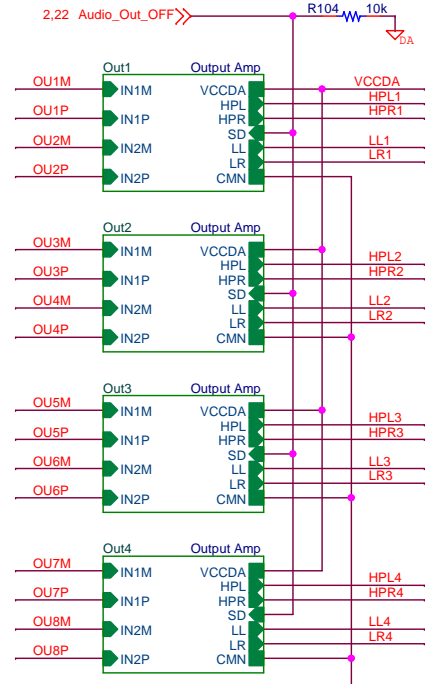 2,22 Audio_Out_OFF R104 10k
DA
Out1 Output Amp
OU1M IN1M VCCDA VCCDA
HPL HPL1
OU1P IN1P HPR HPR1
SD
OU2M IN2M LL LL1
LR LR1
OU2P IN2P CMN
Out2 Output Amp
OU3M IN1M VCCDA
HPL HPL2
OU3P IN1P HPR HPR2
SD
OU4M IN2M LL LL2
LR LR2
OU4P IN2P CMN
Out3 Output Amp
OU5M IN1M VCCDA
HPL HPL3
OU5P IN1P HPR HPR3
SD
OU6M IN2M LL LL3
LR LR3
OU6P IN2P CMN
Out4 Output Amp
OU7M IN1M VCCDA
HPL HPL4
OU7P IN1P HPR HPR4
SD
OU8M IN2M LL LL4
LR LR4
OU8P IN2P CMN